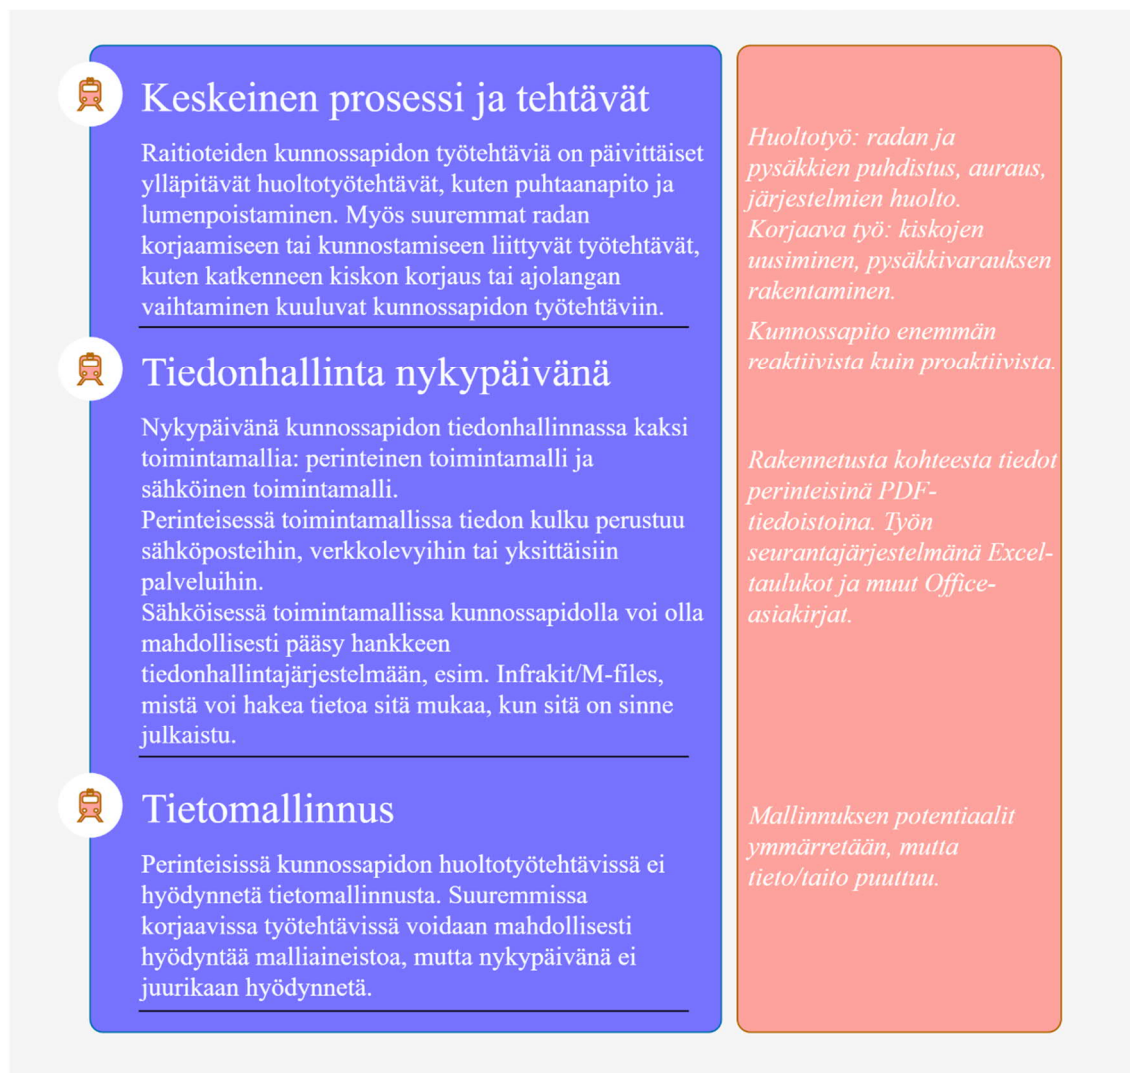 Keskeinen prosessi ja tehtävät
Raitioteiden kunnossapidon työtehtäviä on päivittäiset
ylläpitävät huoltotyötehtävät, kuten puhtaanapito ja
lumenpoistaminen. Myös suuremmat radan
korjaamiseen tai kunnostamiseen liittyvät työtehtävät,
kuten katkenneen kiskon korjaus tai ajolangan
vaihtaminen kuuluvat kunnossapidon työtehtäviin.
Huoltotyö: radan ja
pysäkkien puhdistus, auraus,
järjestelmien huolto.
Korjaava työ: kiskojen
uusiminen, pysäkkivarauksen
rakentaminen.
Kunnossapito enemmän
reaktiivista kuin proaktiivista.
Tiedonhallinta nykypäivänä
Nykypäivänä kunnossapidon tiedonhallinnassa kaksi
toimintamallia: perinteinen toimintamalli ja
sähköinen toimintamalli.
Perinteisessä toimintamallissa tiedon kulku perustuu
sähköposteihin, verkkolevyihin tai yksittäisiin
palveluihin.
Sähköisessä toimintamallissa kunnossapidolla voi olla
mahdollisesti pääsy hankkeen
tiedonhallintajärjestelmään, esim. Infrakit/M-files,
mistä voi hakea tietoa sitä mukaa, kun sitä on sinne
julkaistu.
Rakennetusta kohteesta tiedot
perinteisinä PDF-
tiedoistoina. Työn
seurantajärjestelmänä Excel-
taulukot ja muut Office-
asiakirjat.
Tietomallinnus
Perinteisissä kunnossapidon huoltotyötehtävissä ei
hyödynnetä tietomallinnusta. Suuremmissa
korjaavissa työtehtävissä voidaan mahdollisesti
hyödyntää malliaineistoa, mutta nykypäivänä ei
juurikaan hyödynnetä.
Mallinnuksen potentiaalit
ymmärretään, mutta
tieto/taito puuttuu.